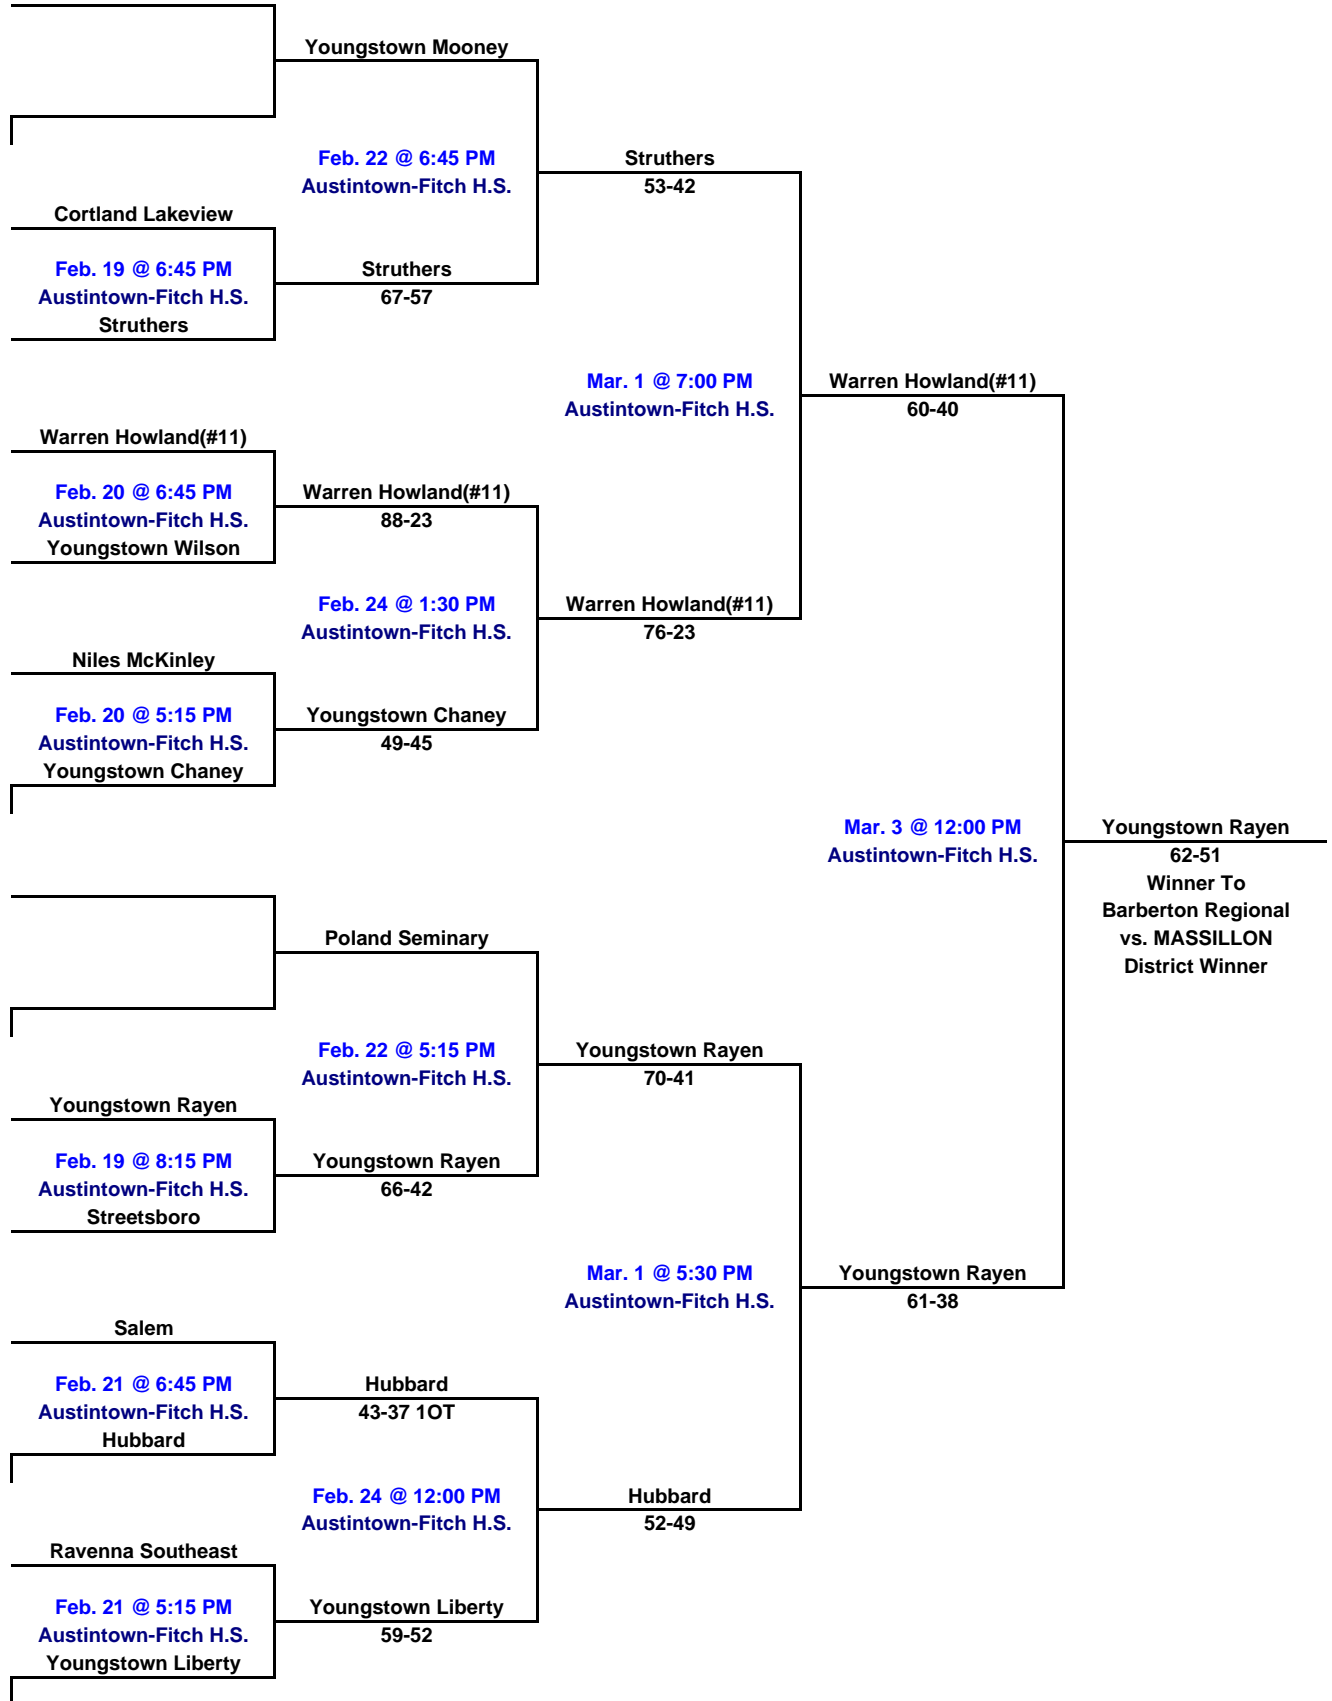 Youngstown Mooney
Feb. 22 @ 6:45 PM
Austintown-Fitch H.S.
Struthers
53-42
Cortland Lakeview
Feb. 19 @ 6:45 PM
Austintown-Fitch H.S.
Struthers
Struthers
67-57
Mar. 1 @ 7:00 PM
Austintown-Fitch H.S.
Warren Howland(#11)
60-40
Warren Howland(#11)
Feb. 20 @ 6:45 PM
Austintown-Fitch H.S.
Youngstown Wilson
Warren Howland(#11)
88-23
Feb. 24 @ 1:30 PM
Austintown-Fitch H.S.
Warren Howland(#11)
76-23
Niles McKinley
Feb. 20 @ 5:15 PM
Austintown-Fitch H.S.
Youngstown Chaney
Youngstown Chaney
49-45
Mar. 3 @ 12:00 PM
Austintown-Fitch H.S.
Youngstown Rayen
62-51
Winner To
Barberton Regional
vs. MASSILLON
District Winner
Poland Seminary
Feb. 22 @ 5:15 PM
Austintown-Fitch H.S.
Youngstown Rayen
70-41
Youngstown Rayen
Feb. 19 @ 8:15 PM
Austintown-Fitch H.S.
Streetsboro
Youngstown Rayen
66-42
Mar. 1 @ 5:30 PM
Austintown-Fitch H.S.
Youngstown Rayen
61-38
Salem
Feb. 21 @ 6:45 PM
Austintown-Fitch H.S.
Hubbard
Hubbard
43-37 1OT
Feb. 24 @ 12:00 PM
Austintown-Fitch H.S.
Hubbard
52-49
Ravenna Southeast
Feb. 21 @ 5:15 PM
Austintown-Fitch H.S.
Youngstown Liberty
Youngstown Liberty
59-52